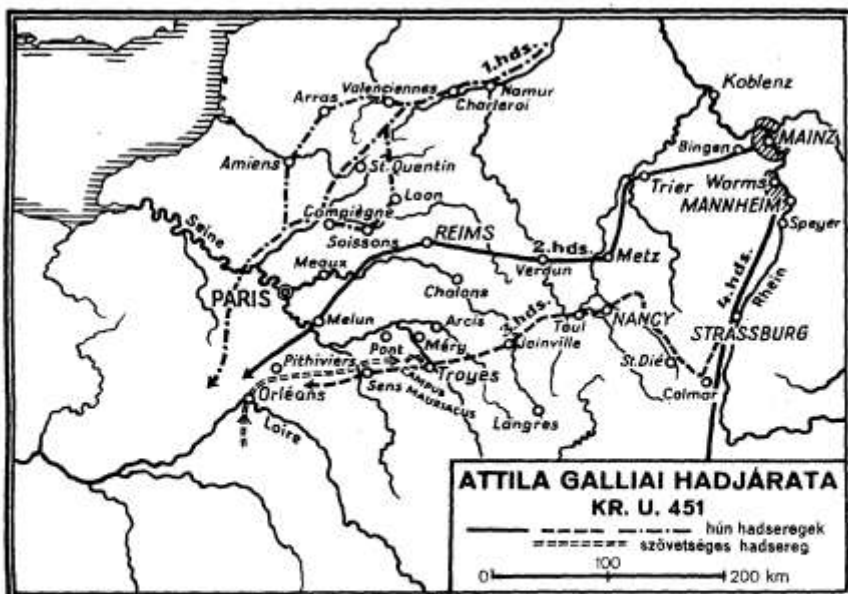 1. hds.
Koblenz
Valenciennes
Namur
Charleroi
Arras
MAINZ
Bingen
Amiens
St. Quentin
Trier
Worms
MANNHEIM
Laon
Speyer
Compiègne
Seine
Soissons
REIMS
2. hds.
Metz
4. hds.
Verdun
Rhein
Meaux
Chalons
PARIS
3. hds.
Toul
NANCY
STRASSBURG
Melun
Arcis
Pont
Méry
Joinville
St. Dié
Pithiviers
Troyes
Colmar
Orléans
Sens
CAMPUS
MAURIACUS
Langres
Loire
ATTILA GALLIAI HADJÁRATA
KR. U. 451
hún hadseregek
szövetséges hadsereg
0 100 200 km